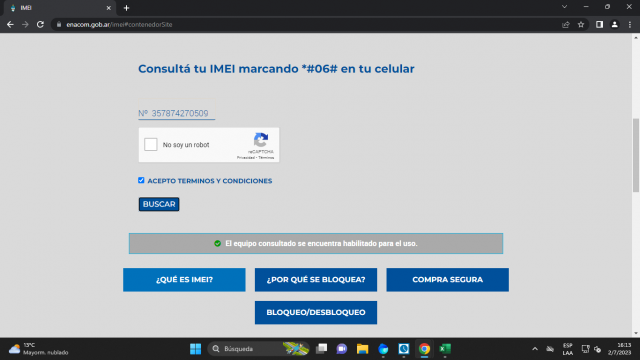 IMEI
enacom.gob.ar/imei#contenedorSite
Consultá tu IMEI marcando *#06# en tu celular
Nº 357874270509
No soy un robot
reCAPTCHA
Privacidad - Términos
ACEPTO TERMINOS Y CONDICIONES
BUSCAR
El equipo consultado se encuentra habilitado para el uso.
¿QUÉ ES IMEI?
¿POR QUÉ SE BLOQUEA?
COMPRA SEGURA
BLOQUEO/DESBLOQUEO
13°C
Mayorm. nublado
Búsqueda
ESP
LAA
16:13
2/7/2023